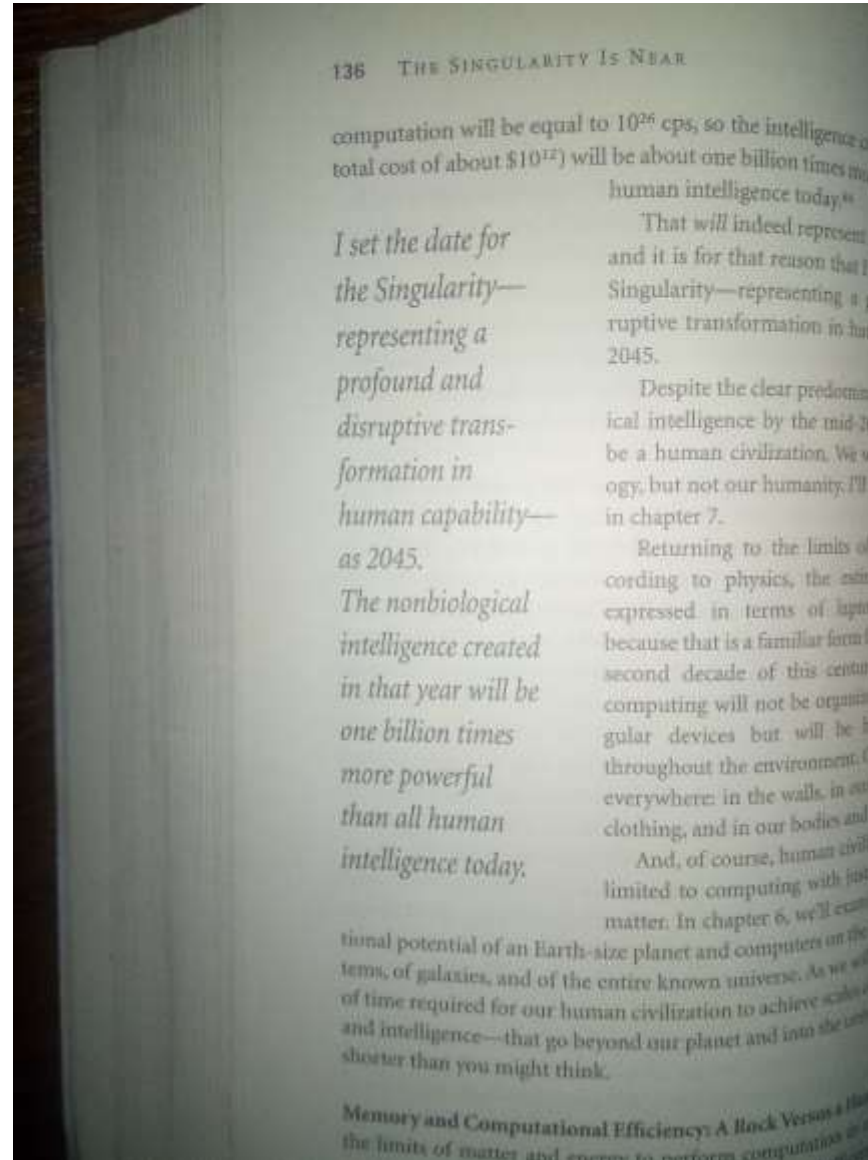 136 THE SINGULARITY IS NEAR
computation will be equal to 10²⁶ cps, so the intelligence
total cost of about $10¹²) will be about one billion times
human intelligence today.
That will indeed represent
and it is for that reason that
Singularity—representing a
ruptive transformation in
2045.
I set the date for
the Singularity—
representing a
profound and
disruptive trans-
formation in
human capability—
as 2045.
The nonbiological
intelligence created
in that year will be
one billion times
more powerful
than all human
intelligence today.
Despite the clear
ical intelligence by the
be a human civilization. We
ogy, but not our humanity. I'll
in chapter 7.
Returning to the limits
cording to physics, the
expressed in terms of
because that is a familiar form
second decade of this
computing will not be
gular devices but will be
throughout the environment.
everywhere: in the walls, in
clothing, and in our bodies and
And, of course, human
limited to computing with just
matter. In chapter 6, we'll
tional potential of an Earth-size planet and computers on the
tems, of galaxies, and of the entire known universe. As we
of time required for our human civilization to achieve
and intelligence—that go beyond our planet and into
shorter than you might think.
Memory and Computational Efficiency: A Rock Versus a
the limits of matter and energy to perform computation